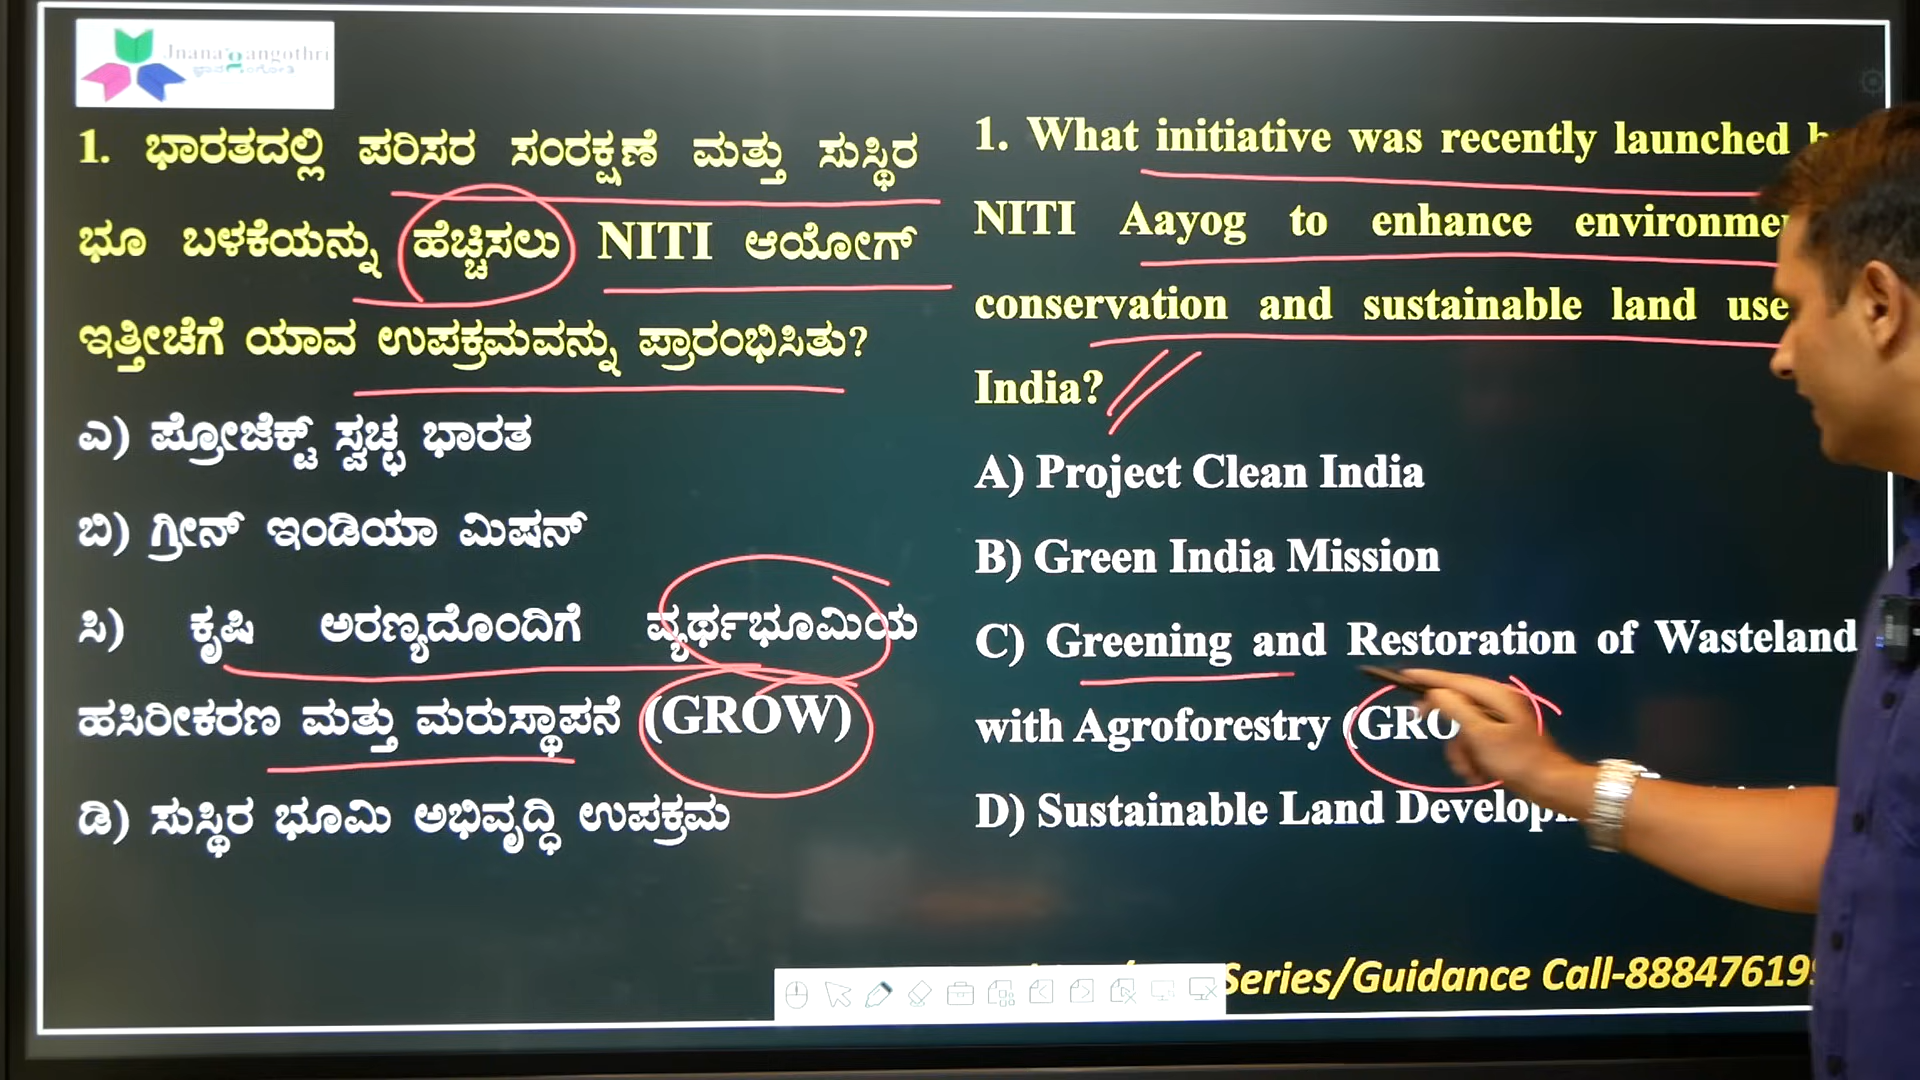 Jnana gangothri
1. ಭಾರತದಲ್ಲಿ ಪರಿಸರ ಸಂರಕ್ಷಣೆ ಮತ್ತು ಸುಸ್ಥಿರ
ಭೂ ಬಳಕೆಯನ್ನು ಹೆಚ್ಚಿಸಲು NITI ಆಯೋಗ್
ಇತ್ತೀಚೆಗೆ ಯಾವ ಉಪಕ್ರಮವನ್ನು ಪ್ರಾರಂಭಿಸಿತು?
ಎ) ಪ್ರೋಜೆಕ್ಟ್ ಸ್ವಚ್ಛ ಭಾರತ
ಬಿ) ಗ್ರೀನ್ ಇಂಡಿಯಾ ಮಿಷನ್
ಸಿ) ಕೃಷಿ ಅರಣ್ಯದೊಂದಿಗೆ ವ್ಯರ್ಥಭೂಮಿಯ
ಹಸಿರೀಕರಣ ಮತ್ತು ಮರುಸ್ಥಾಪನೆ (GROW)
ಡಿ) ಸುಸ್ಥಿರ ಭೂಮಿ ಅಭಿವೃದ್ಧಿ ಉಪಕ್ರಮ
1. What initiative was recently launched
NITI Aayog to enhance
conservation and sustainable land use
India?
A) Project Clean India
B) Green India Mission
C) Greening and Restoration of Wasteland
with Agroforestry
D) Sustainable Land
Series/Guidance Call-888476199